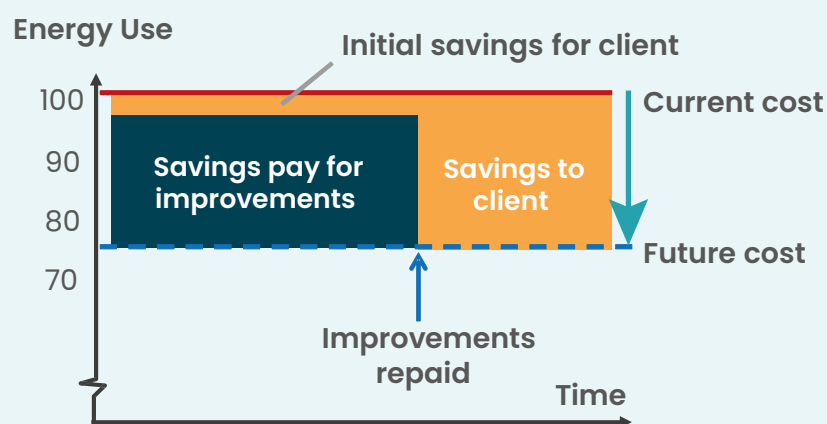 Energy Use
Initial savings for client
100
Current cost
90
Savings pay for
improvements
Savings to
client
80
Future cost
70
Improvements
repaid
Time